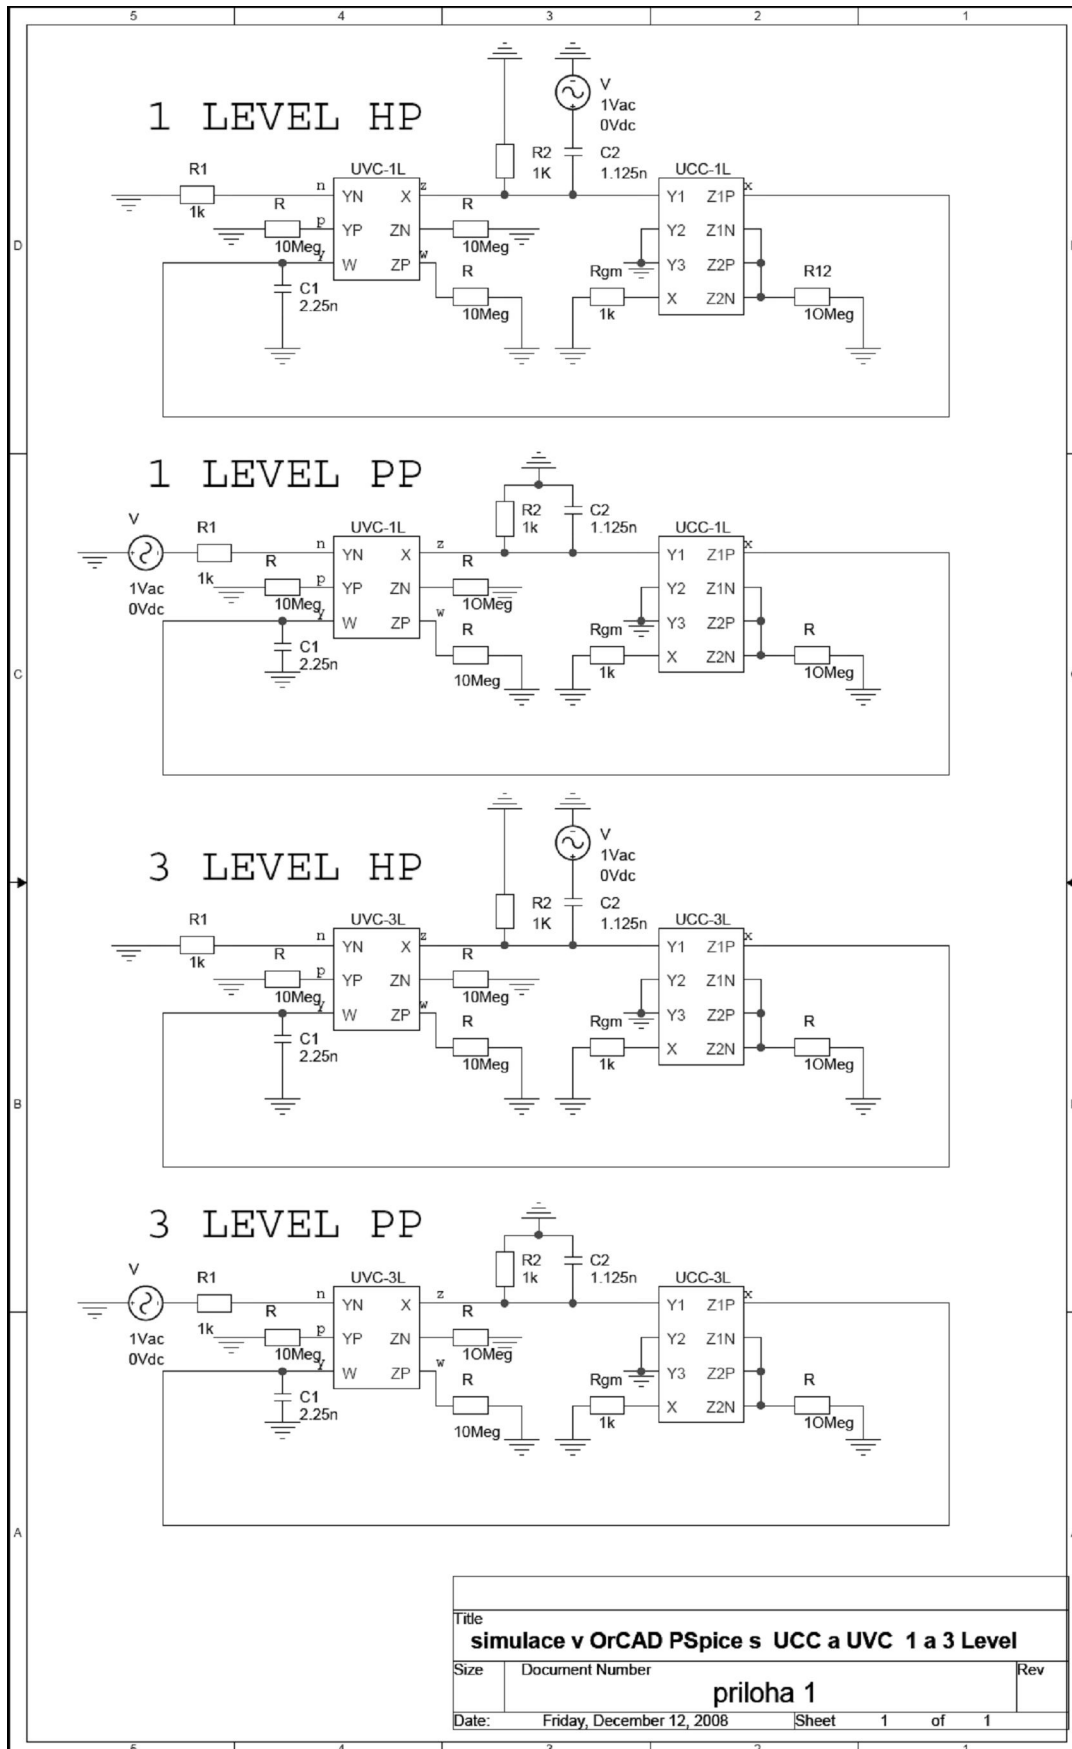 5 4 3 2 1
1 LEVEL HP
V
1Vac
0Vdc
R1
1k
n
UVC-1L
YN X
YP ZN
W ZP
z
R
p
10Meg
y
w
C1
2.25n
R
10Meg
R
10Meg
R2
1K
C2
1.125n
UCC-1L
Y1 Z1P
Y2 Z1N
Y3 Z2P
X Z2N
x
Rgm
1k
R12
10Meg
D
1 LEVEL PP
V
1Vac
0Vdc
R1
1k
n
UVC-1L
YN X
YP ZN
W ZP
z
R
p
10Meg
y
w
C1
2.25n
R
10Meg
R
10Meg
R2
1k
C2
1.125n
UCC-1L
Y1 Z1P
Y2 Z1N
Y3 Z2P
X Z2N
x
Rgm
1k
R
10Meg
C
3 LEVEL HP
V
1Vac
0Vdc
R1
1k
n
UVC-3L
YN X
YP ZN
W ZP
z
R
p
10Meg
y
w
C1
2.25n
R
10Meg
R
10Meg
R2
1K
C2
1.125n
UCC-3L
Y1 Z1P
Y2 Z1N
Y3 Z2P
X Z2N
x
Rgm
1k
R
10Meg
B
3 LEVEL PP
V
1Vac
0Vdc
R1
1k
n
UVC-3L
YN X
YP ZN
W ZP
z
R
p
10Meg
y
w
C1
2.25n
R
10Meg
R
10Meg
R2
1k
C2
1.125n
UCC-3L
Y1 Z1P
Y2 Z1N
Y3 Z2P
X Z2N
x
Rgm
1k
R
10Meg
A
Title
simulace v OrCAD PSpice s UCC a UVC 1 a 3 Level
Size Document Number Rev
priloha 1
Date: Friday, December 12, 2008 Sheet 1 of 1
5 4 3 2 1